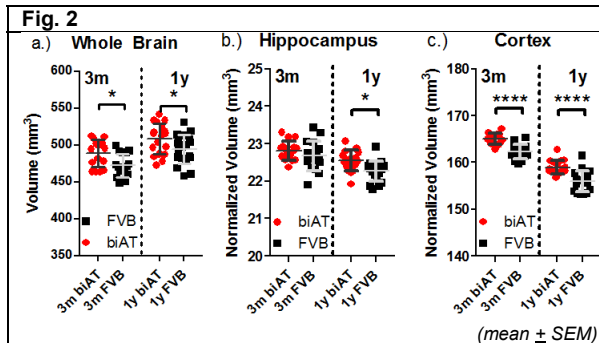 Fig. 2
a.) Whole Brain
Volume (mm3)
600
550
500
450
400
350
3m
*
1y
*
FVB
biAT
3m biAT
3m FVB
1y biAT
1y FVB
b.) Hippocampus
Normalized Volume (mm3)
25
24
23
22
21
20
3m
1y
*
biAT
FVB
3m biAT
3m FVB
1y biAT
1y FVB
c.) Cortex
Normalized Volume (mm3)
170
160
150
140
3m
****
1y
****
biAT
FVB
3m biAT
3m FVB
1y biAT
1y FVB
(mean + SEM)